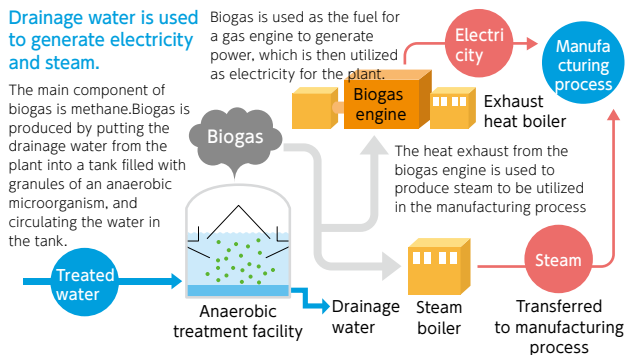 Drainage water is used
to generate electricity
and steam.
The main component of
biogas is methane.Biogas is
produced by putting the
drainage water from the
plant into a tank filled with
granules of an anaerobic
microorganism, and
circulating the water in
the tank.
Biogas is used as the fuel for
a gas engine to generate
power, which is then utilized
as electricity for the plant.
Electri
city
Manufa
cturing
process
Biogas
engine
Exhaust
heat boiler
Biogas
The heat exhaust from the
biogas engine is used to
produce steam to be utilized
in the manufacturing process
Treated
water
Anaerobic
treatment facility
Drainage
water
Steam
boiler
Steam
Transferred
to manufacturing
process